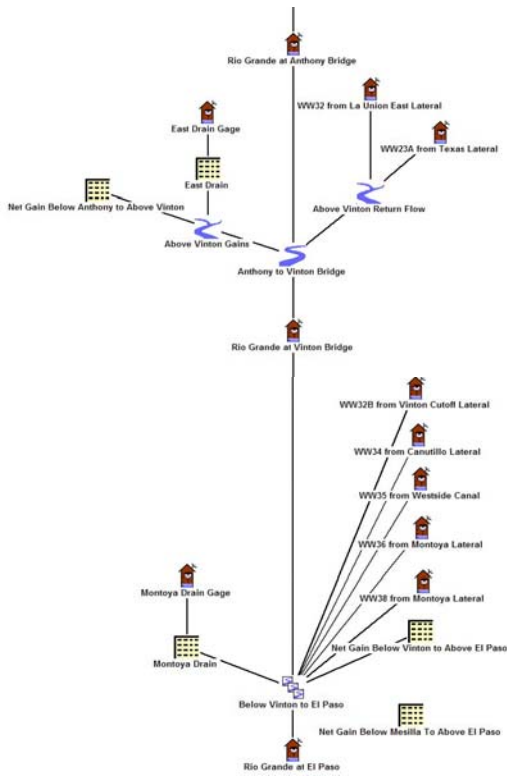 Rio Grande at Anthony Bridge
WW32 from La Union East Lateral
East Drain Gage
WW23A from Texas Lateral
East Drain
Net Gain Below Anthony to Above Vinton
Above Vinton Return Flow
Above Vinton Gains
Anthony to Vinton Bridge
Rio Grande at Vinton Bridge
WW32B from Vinton Cutoff Lateral
WW34 from Canutillo Lateral
WW35 from Westside Canal
WW36 from Montoya Lateral
Montoya Drain Gage
WW38 from Montoya Lateral
Net Gain Below Vinton to Above El Paso
Montoya Drain
Below Vinton to El Paso
Net Gain Below Mesilla To Above El Paso
Rio Grande at El Paso